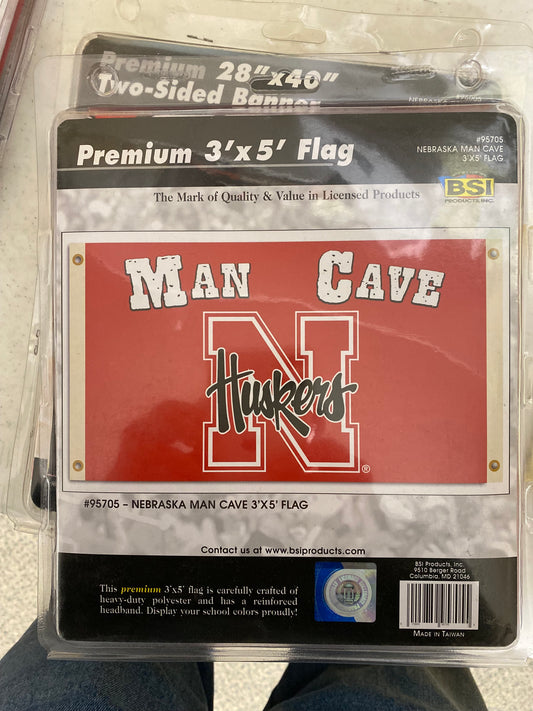 Premium 28"x40"
Two-Sided Banner
Premium 3'x5' Flag
#95705
NEBRASKA MAN CAVE
3'X5' FLAG
BSI
PRODUCTS, INC.
The Mark of Quality & Value in Licensed Products
MAN CAVE
N
Huskers
®
#95705 – NEBRASKA MAN CAVE 3'X5' FLAG
Contact us at www.bsiproducts.com
This premium 3'x5' flag is carefully crafted of
heavy-duty polyester and has a reinforced
headband. Display your school colors proudly!
BSI Products, Inc.
9510 Berger Road
Columbia, MD 21046
MADE IN TAIWAN